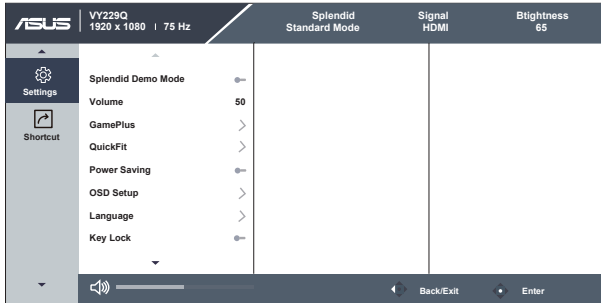 ASUS
VY229Q
1920 x 1080 | 75 Hz
Splendid
Standard Mode
Signal
HDMI
Btightness
65
Settings
Shortcut
Splendid Demo Mode
Volume 50
GamePlus
QuickFit
Power Saving
OSD Setup
Language
Key Lock
Back/Exit
Enter